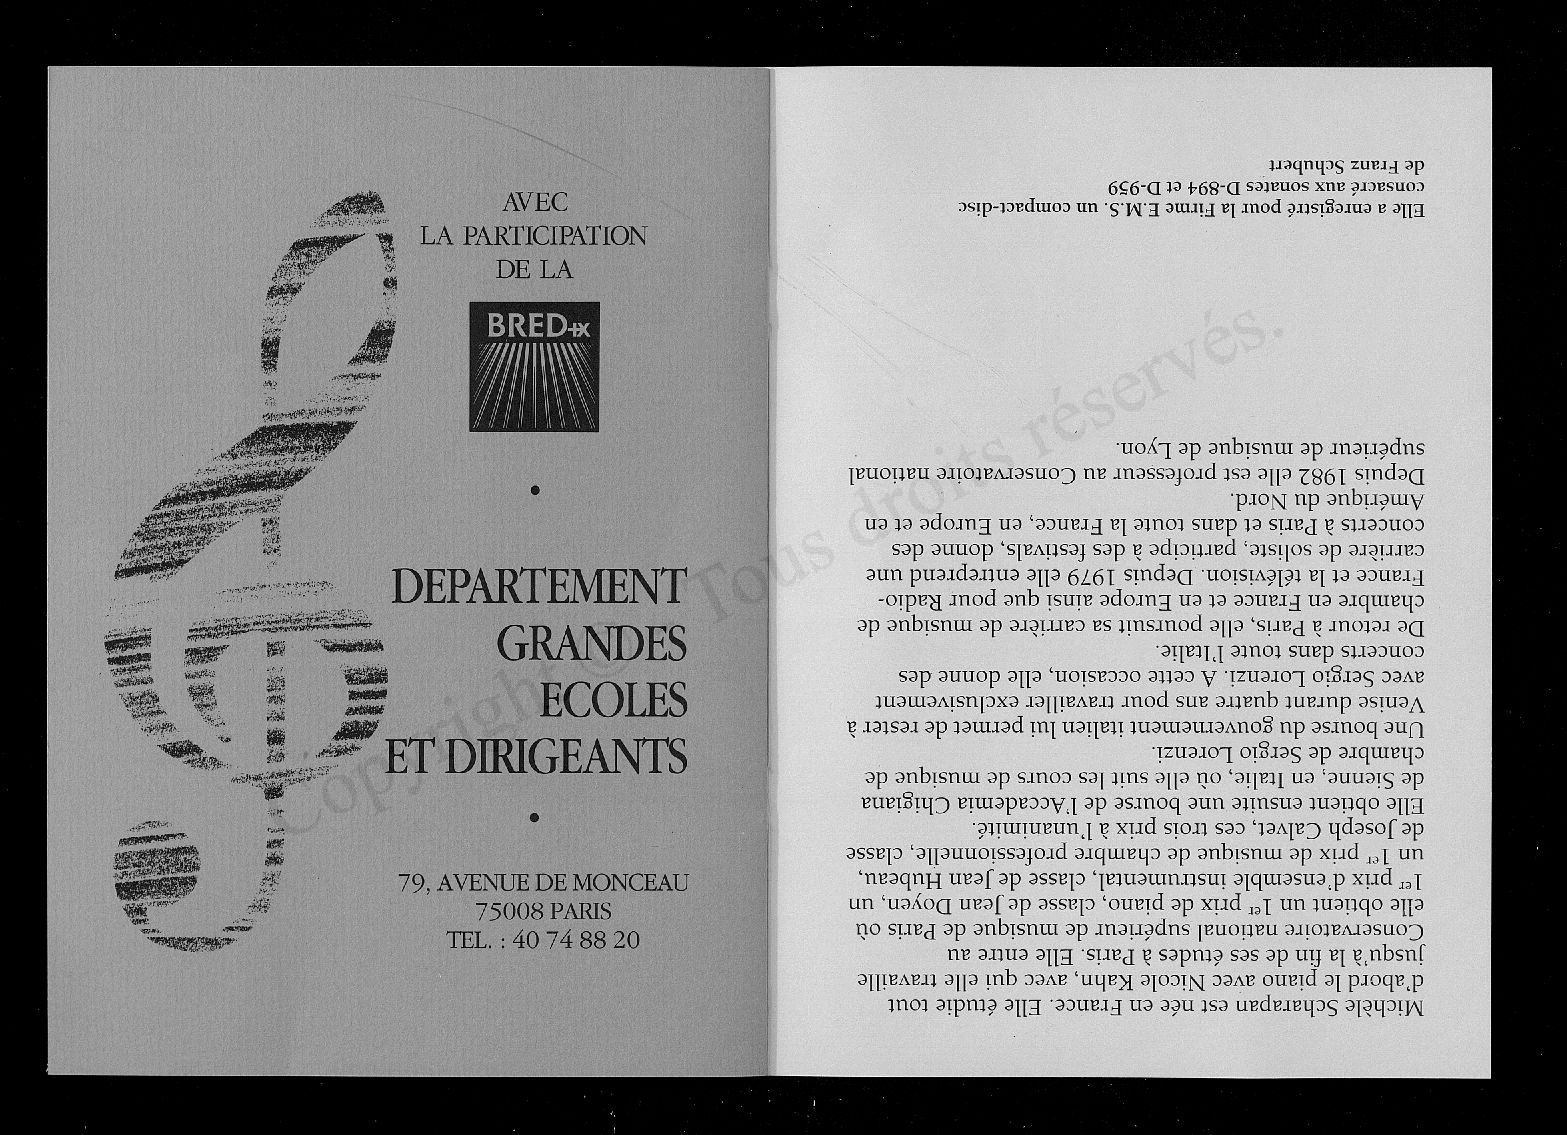 AVEC
LA PARTICIPATION
DE LA
BRED
•
DEPARTEMENT
GRANDES
ECOLES
ET DIRIGEANTS
•
79, AVENUE DE MONCEAU
75008 PARIS
TEL. : 40 74 88 20
Michèle Scharapan est née en France. Elle étudie tout
d'abord le piano avec Nicole Kahn, avec qui elle travaille
jusqu'à la fin de ses études à Paris. Elle entre au
Conservatoire national supérieur de musique de Paris où
elle obtient un 1er prix de piano, classe de Jean Doyen, un
1er prix d'ensemble instrumental, classe de Jean Hubeau,
un 1er prix de musique de chambre professionnelle, classe
de Joseph Calvet, ces trois prix à l'unanimité.
Elle obtient ensuite une bourse de l'Accademia Chigiana
de Sienne, en Italie, où elle suit les cours de musique de
chambre de Sergio Lorenzi.
Une bourse du gouvernement italien lui permet de rester à
Venise durant quatre ans pour travailler exclusivement
avec Sergio Lorenzi. A cette occasion, elle donne des
concerts dans toute l'Italie.
De retour à Paris, elle poursuit sa carrière de musique de
chambre en France et en Europe ainsi que pour Radio-
France et la télévision. Depuis 1979 elle entreprend une
carrière de soliste, participe à des festivals, donne des
concerts à Paris et dans toute la France, en Europe et en
Amérique du Nord.
Depuis 1982 elle est professeur au Conservatoire national
supérieur de musique de Lyon.
Elle a enregistré pour la Firme E.M.S. un compact-disc
consacré aux sonates D-894 et D-959
de Franz Schubert
Copyright © Tous droits réservés.